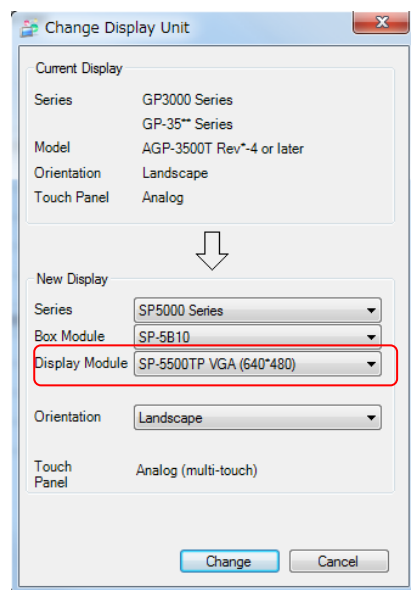 Change Display Unit
Current Display
Series GP3000 Series
GP-35** Series
Model AGP-3500T Rev*-4 or later
Orientation Landscape
Touch Panel Analog
New Display
Series SP5000 Series
Box Module SP-5B10
Display Module SP-5500TP VGA (640*480)
Orientation Landscape
Touch Panel Analog (multi-touch)
Change Cancel